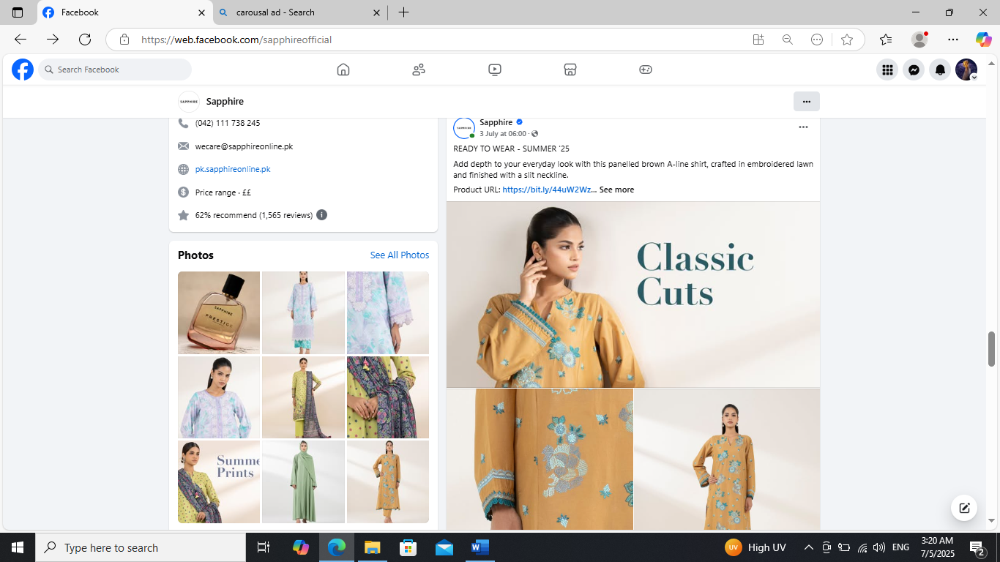 Facebook
carousal ad - Search
https://web.facebook.com/sapphireofficial
Search Facebook
SAPPHIRE
Sapphire
(042) 111 738 245
wecare@sapphireonline.pk
pk.sapphireonline.pk
Price range · ££
62% recommend (1,565 reviews)
Photos
See All Photos
SAPPHIRE
PRESTIGE
Summe
Prints
SAPPHIRE
Sapphire
3 July at 06:00 ·
READY TO WEAR - SUMMER '25
Add depth to your everyday look with this panelled brown A-line shirt, crafted in embroidered lawn
and finished with a slit neckline.
Product URL: https://bit.ly/44uW2Wz... See more
Classic
Cuts
Type here to search
UV
High UV
ENG
3:20 AM
7/5/2025
2